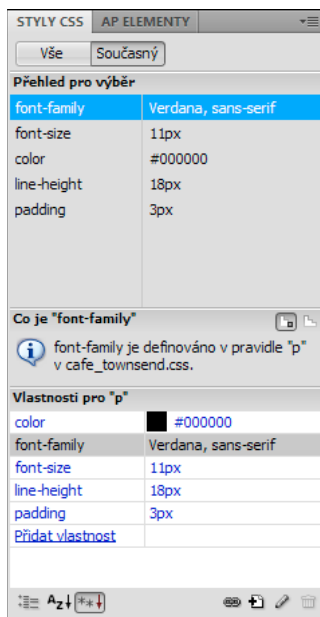 STYLY CSS AP ELEMENTY
Vše Současný
Přehled pro výběr
font-family Verdana, sans-serif
font-size 11px
color #000000
line-height 18px
padding 3px
Co je "font-family"
font-family je definováno v pravidle "p"
v cafe_townsend.css.
Vlastnosti pro "p"
color #000000
font-family Verdana, sans-serif
font-size 11px
line-height 18px
padding 3px
Přidat vlastnost